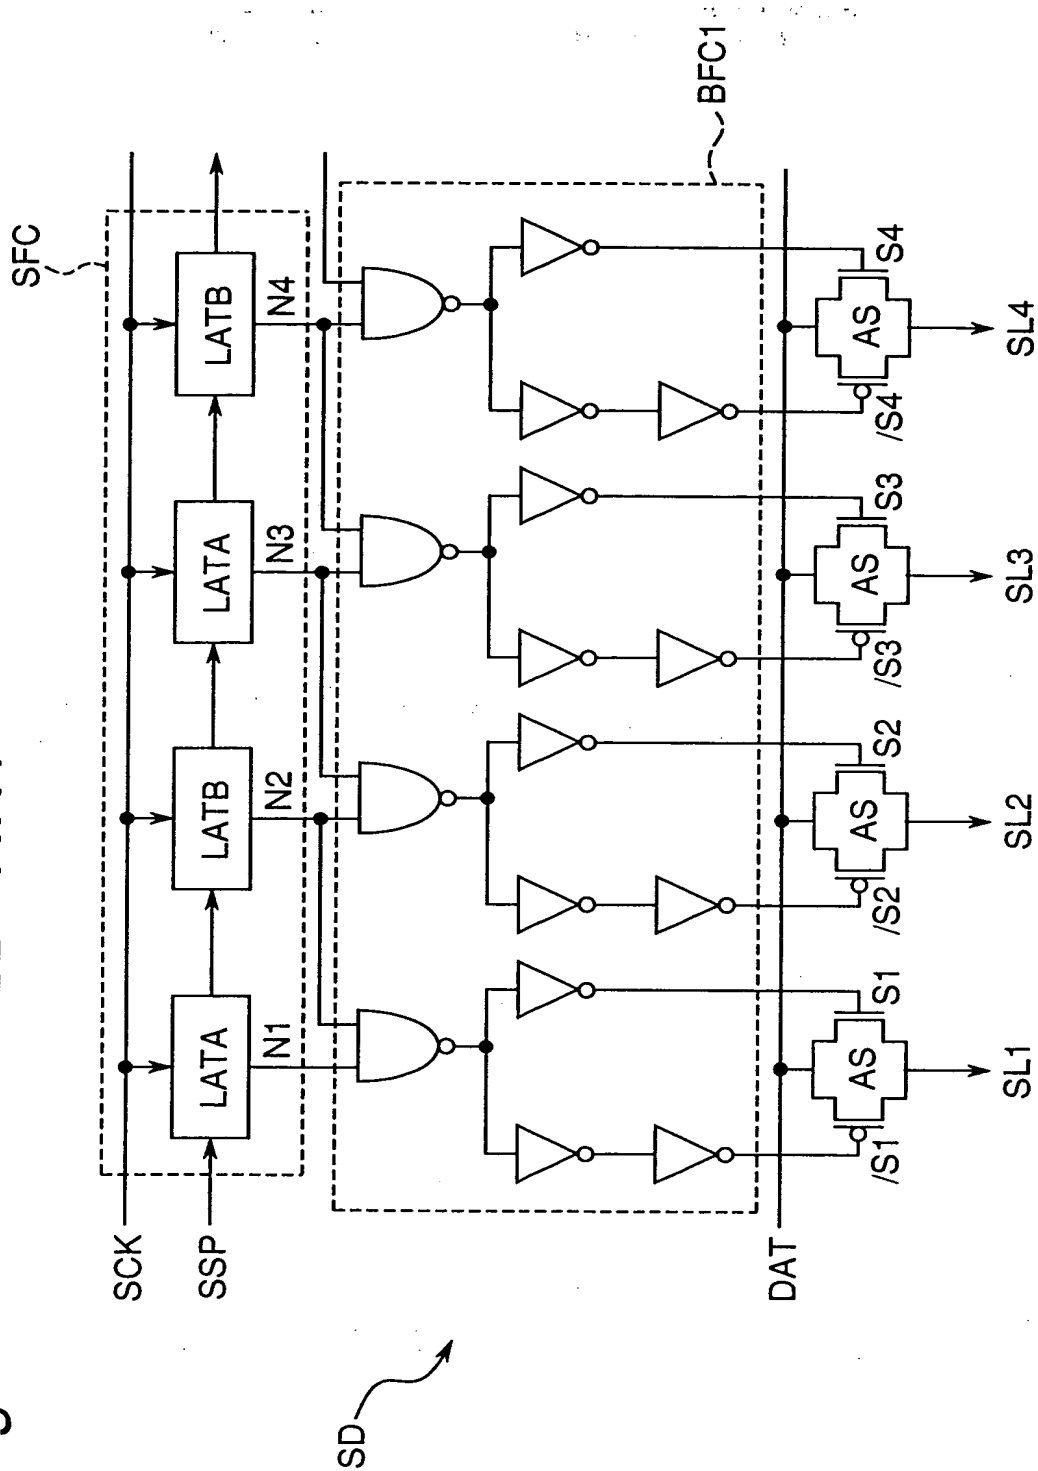 SFC
SCK
SSP
LATA
LATB
LATA
LATB
N1
N2
N3
N4
BFC1
DAT
AS
AS
AS
AS
/S1
S1
/S2
S2
/S3
S3
/S4
S4
SL1
SL2
SL3
SL4
SD